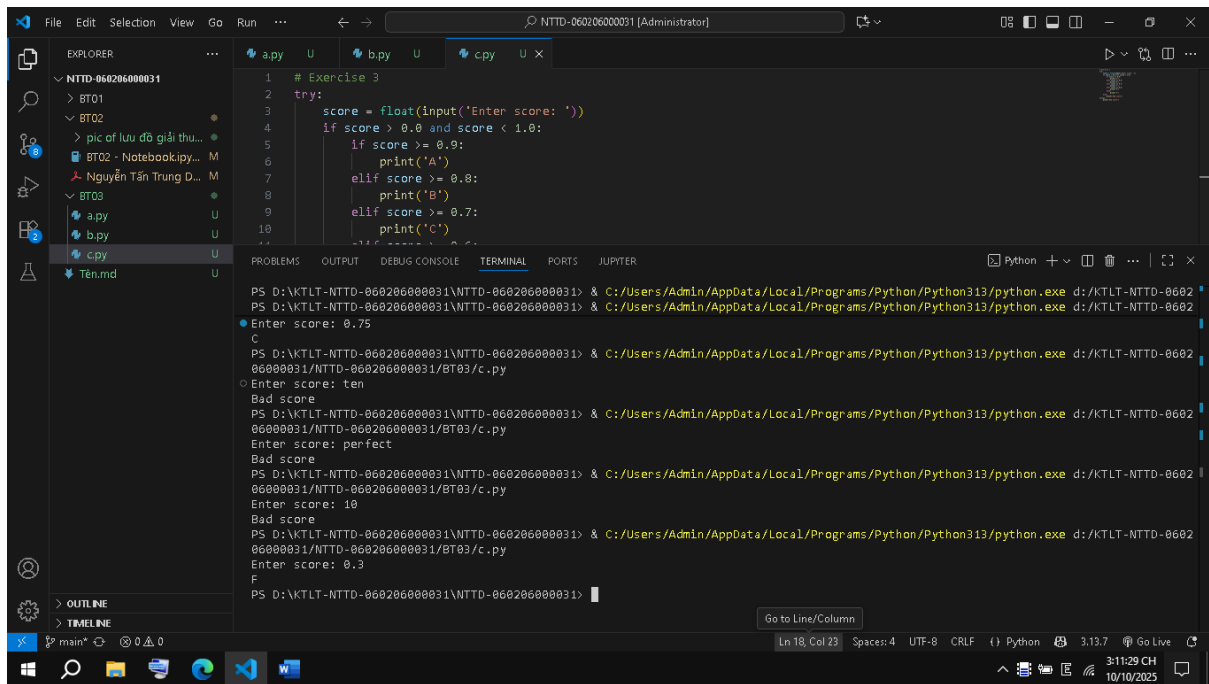 File Edit Selection View Go Run ··· NTTD-060206000031 [Administrator]
EXPLORER ···
NTTD-060206000031
BT01
BT02
pic of lưu đồ giải thu...
BT02 - Notebook.ipy... M
Nguyễn Tấn Trung D... M
BT03
a.py U
b.py U
c.py U
Tên.md U
OUTLINE
TIMELINE
a.py U b.py U c.py U
1 # Exercise 3
2 try:
3 score = float(input('Enter score: '))
4 if score > 0.0 and score < 1.0:
5 if score >= 0.9:
6 print('A')
7 elif score >= 0.8:
8 print('B')
9 elif score >= 0.7:
10 print('C')
PROBLEMS OUTPUT DEBUG CONSOLE TERMINAL PORTS JUPYTER Python
PS D:\KTLT-NTTD-060206000031\NTTD-060206000031> & C:/Users/Admin/AppData/Local/Programs/Python/Python313/python.exe d:/KTLT-NTTD-0602
PS D:\KTLT-NTTD-060206000031\NTTD-060206000031> & C:/Users/Admin/AppData/Local/Programs/Python/Python313/python.exe d:/KTLT-NTTD-0602
Enter score: 0.75
C
PS D:\KTLT-NTTD-060206000031\NTTD-060206000031> & C:/Users/Admin/AppData/Local/Programs/Python/Python313/python.exe d:/KTLT-NTTD-0602
06000031/NTTD-060206000031/BT03/c.py
Enter score: ten
Bad score
PS D:\KTLT-NTTD-060206000031\NTTD-060206000031> & C:/Users/Admin/AppData/Local/Programs/Python/Python313/python.exe d:/KTLT-NTTD-0602
06000031/NTTD-060206000031/BT03/c.py
Enter score: perfect
Bad score
PS D:\KTLT-NTTD-060206000031\NTTD-060206000031> & C:/Users/Admin/AppData/Local/Programs/Python/Python313/python.exe d:/KTLT-NTTD-0602
06000031/NTTD-060206000031/BT03/c.py
Enter score: 10
Bad score
PS D:\KTLT-NTTD-060206000031\NTTD-060206000031> & C:/Users/Admin/AppData/Local/Programs/Python/Python313/python.exe d:/KTLT-NTTD-0602
06000031/NTTD-060206000031/BT03/c.py
Enter score: 0.3
F
PS D:\KTLT-NTTD-060206000031\NTTD-060206000031>
Go to Line/Column
main* 0 0 Ln 18, Col 23 Spaces: 4 UTF-8 CRLF {} Python 3.13.7 Go Live
3:11:29 CH
10/10/2025